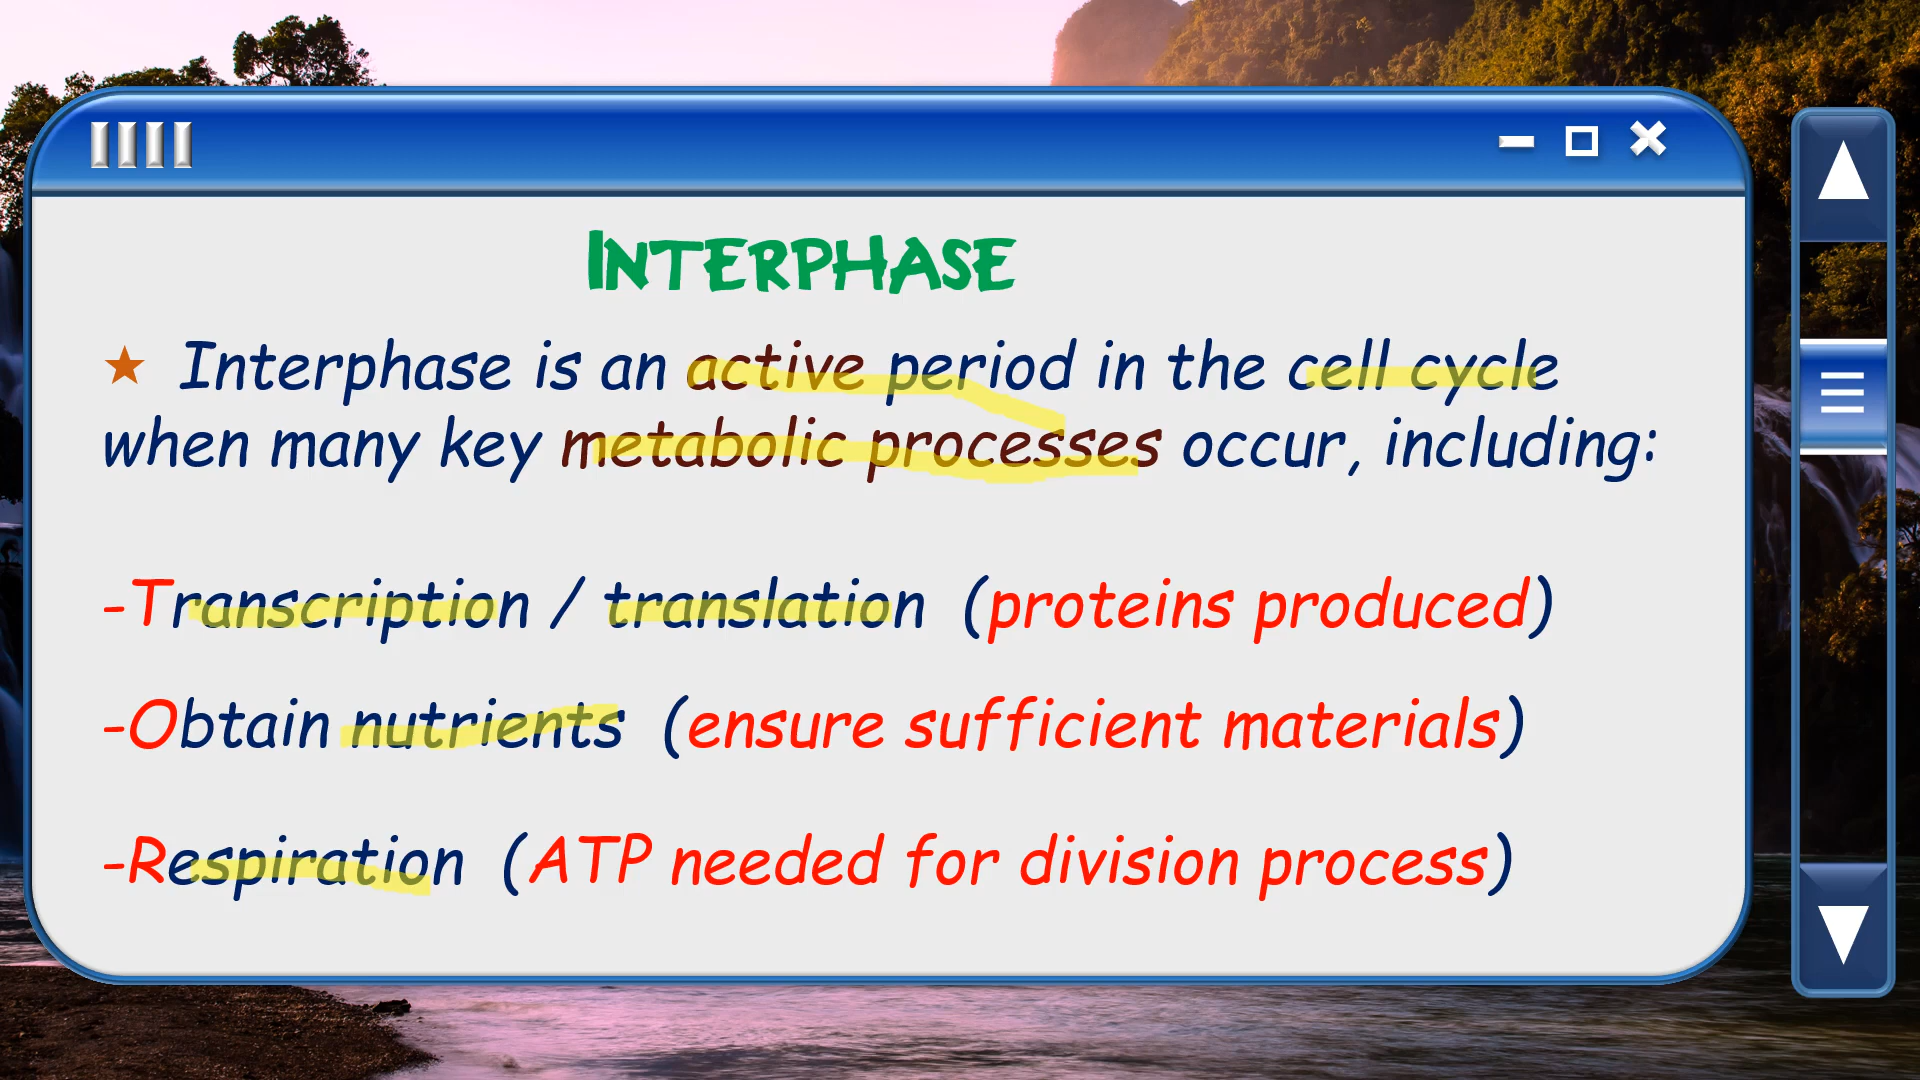 INTERPHASE
★ Interphase is an active period in the cell cycle
when many key metabolic processes occur, including:
-Transcription / translation (proteins produced)
-Obtain nutrients (ensure sufficient materials)
-Respiration (ATP needed for division process)